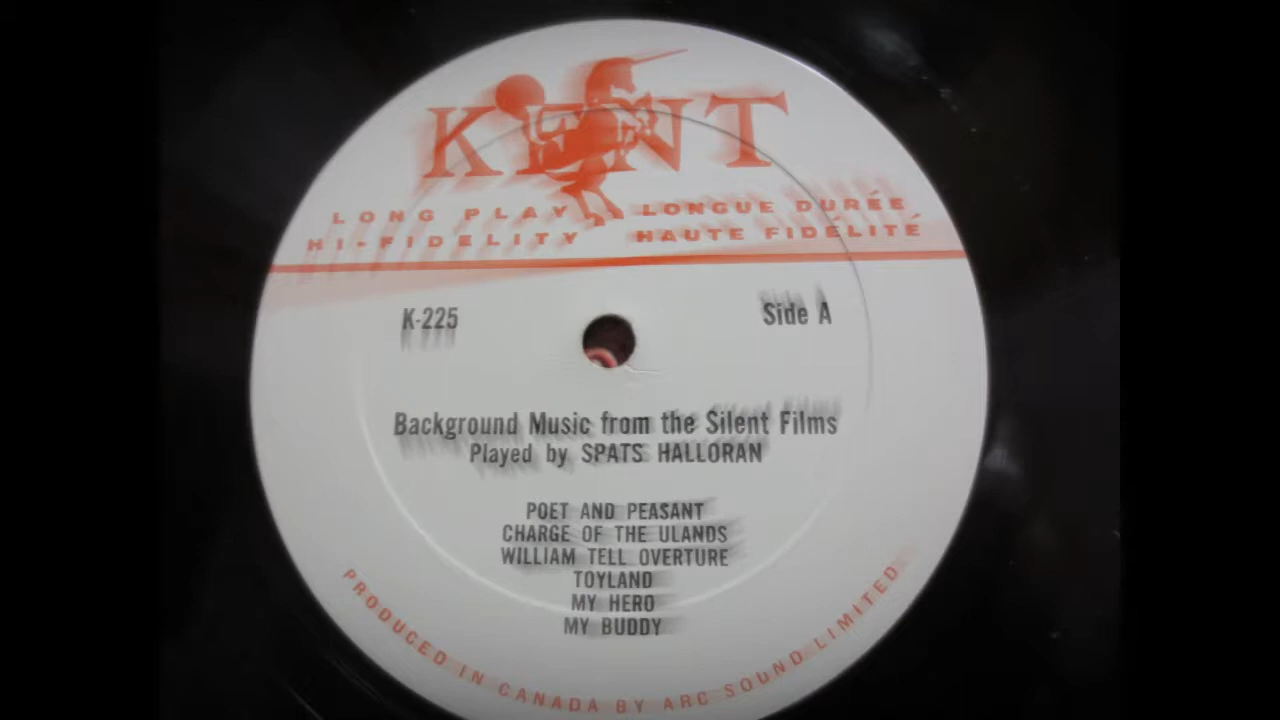 KENT
LONG PLAY LONGUE DURÉE
HI-FIDELITY HAUTE FIDÉLITÉ
K-225 Side A
Background Music from the Silent Films
Played by SPATS HALLORAN
POET AND PEASANT
CHARGE OF THE ULANDS
WILLIAM TELL OVERTURE
TOYLAND
MY HERO
MY BUDDY
PRODUCED IN CANADA BY ARC SOUND LIMITED